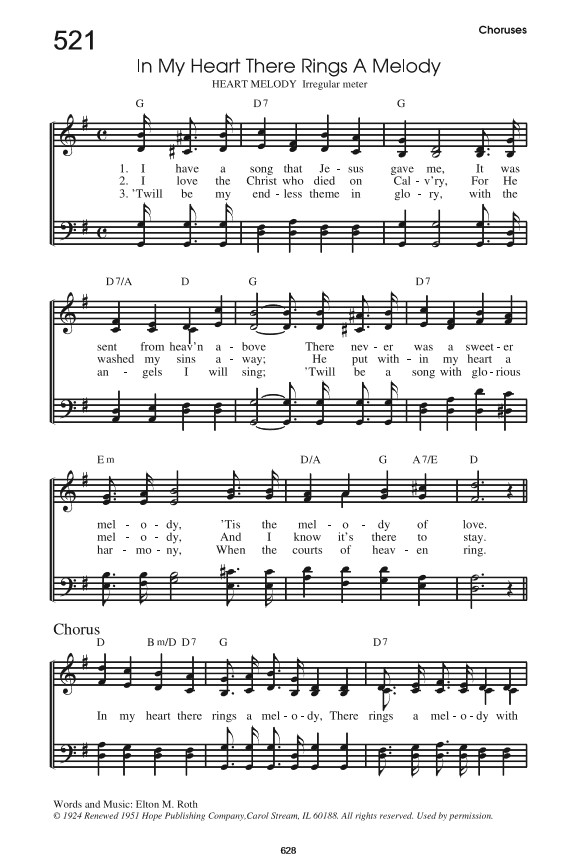 521
Choruses
In My Heart There Rings A Melody
HEART MELODY Irregular meter
G D7 G
1. I have a song that Je - sus gave me, It was
2. I love the Christ who died on Cal - v'ry, For He
3. 'Twill be my end - less theme in glo - ry, with the
D7/A D G D7
sent from heav'n a - bove There nev - er was a sweet - er
washed my sins a - way; He put with - in my heart a
an - gels I will sing; 'Twill be a song with glo - rious
Em D/A G A7/E D
mel - o - dy, 'Tis the mel - o - dy of love.
mel - o - dy, And I know it's there to stay.
har - mo - ny, When the courts of heav - en ring.
Chorus
D Bm/D D7 G D7
In my heart there rings a mel - o - dy, There rings a mel - o - dy with
Words and Music: Elton M. Roth
© 1924 Renewed 1951 Hope Publishing Company,Carol Stream, IL 60188. All rights reserved. Used by permission.
628